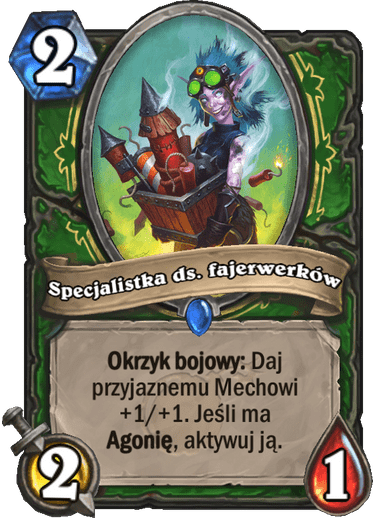 2
Specjalistka ds. fajerwerków
Okrzyk bojowy: Daj
przyjaznemu Mechowi
+1/+1. Jeśli ma
Agonię, aktywuj ją.
2
1